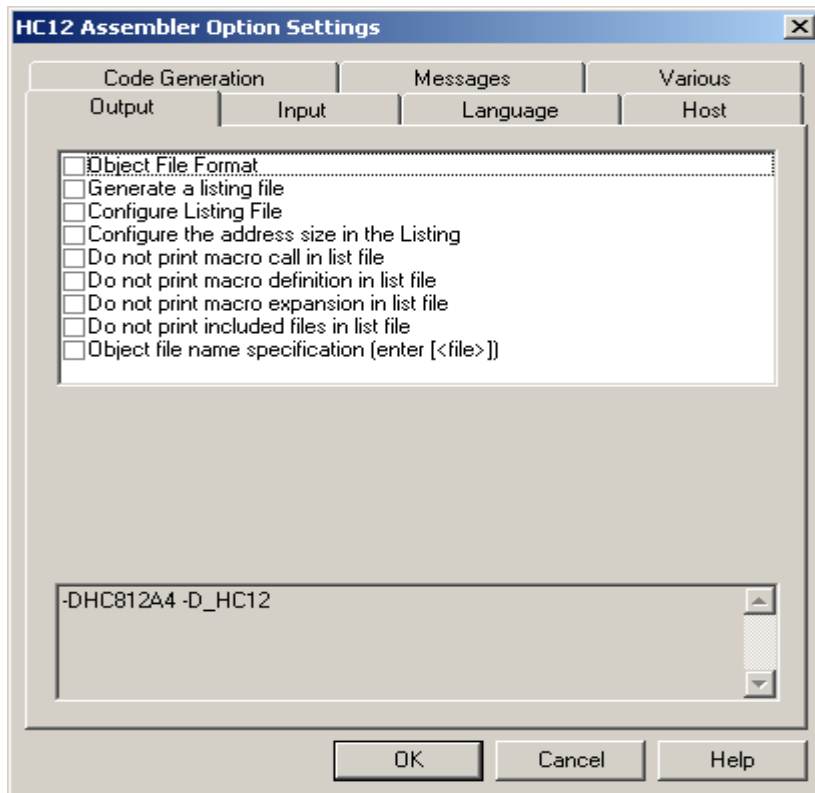 HC12 Assembler Option Settings
Code Generation Messages Various
Output Input Language Host
Object File Format
Generate a listing file
Configure Listing File
Configure the address size in the Listing
Do not print macro call in list file
Do not print macro definition in list file
Do not print macro expansion in list file
Do not print included files in list file
Object file name specification (enter [<file>])
-DHC812A4 -D_HC12
OK Cancel Help